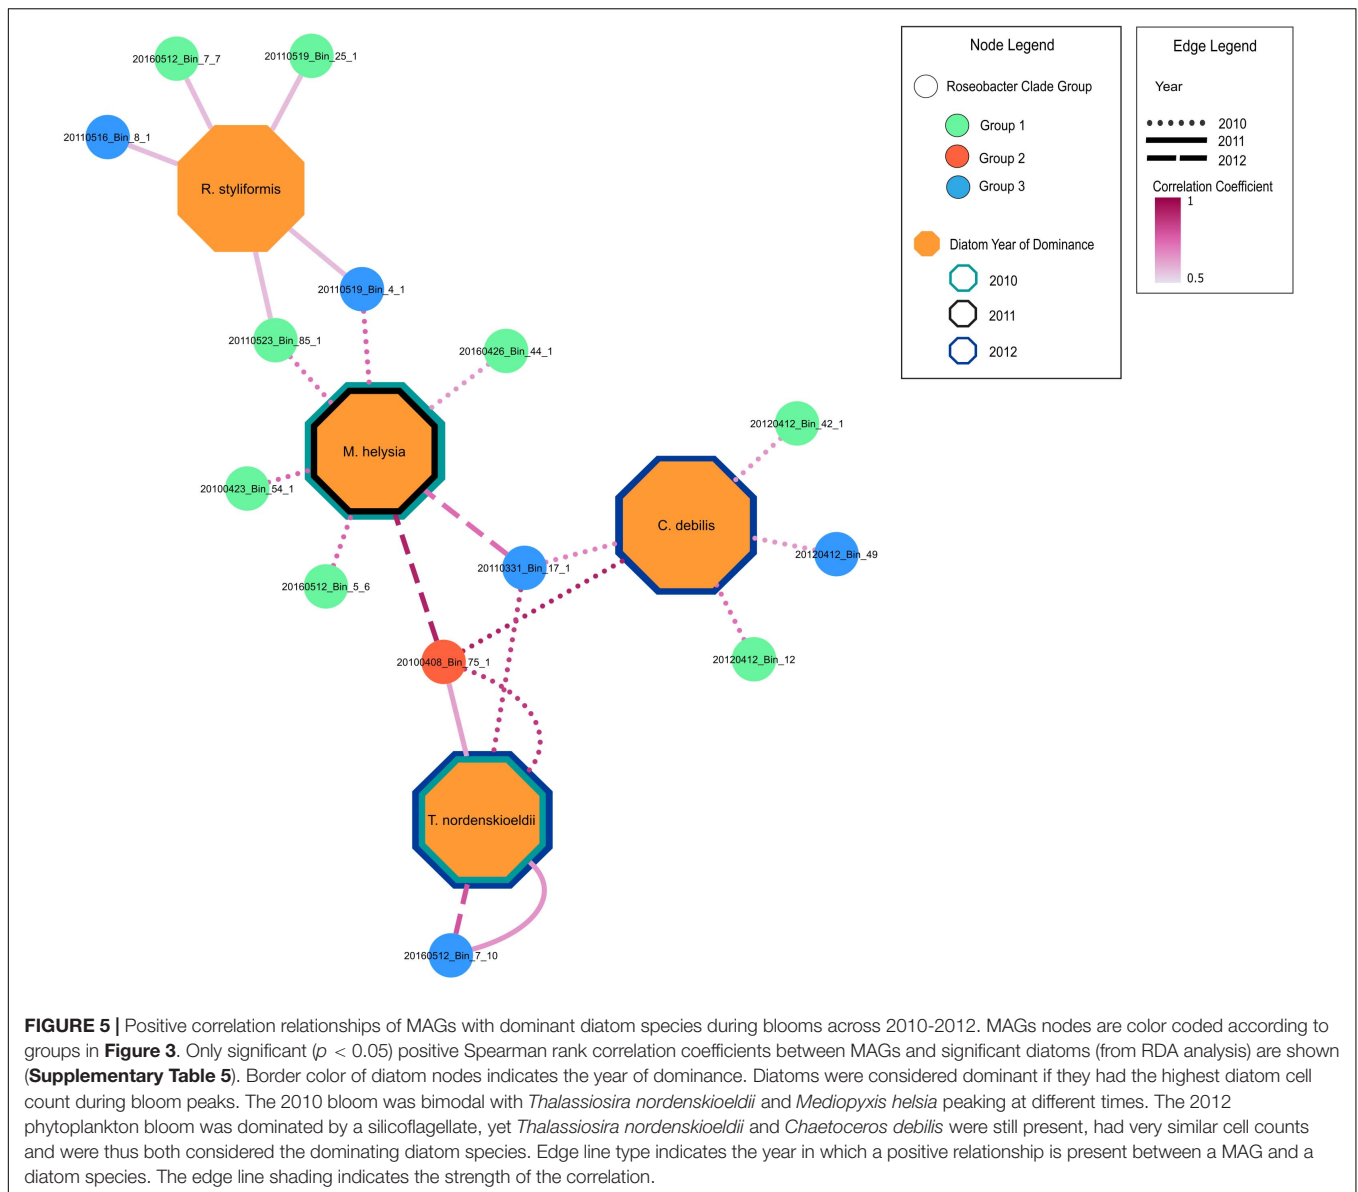 20160512_Bin_7_7
20110519_Bin_25_1
20110516_Bin_8_1
R. styliformis
20110519_Bin_4_1
20110523_Bin_85_1
20160426_Bin_44_1
M. helysia
20100423_Bin_54_1
20160512_Bin_5_6
20110331_Bin_17_1
20120412_Bin_42_1
C. debilis
20120412_Bin_49
20120412_Bin_12
20100408_Bin_75_1
T. nordenskioeldii
20160512_Bin_7_10
Node Legend
Roseobacter Clade Group
Group 1
Group 2
Group 3
Diatom Year of Dominance
2010
2011
2012
Edge Legend
Year
2010
2011
2012
Correlation Coefficient
1
0.5
FIGURE 5 | Positive correlation relationships of MAGs with dominant diatom species during blooms across 2010-2012. MAGs nodes are color coded according to
groups in Figure 3. Only significant (p < 0.05) positive Spearman rank correlation coefficients between MAGs and significant diatoms (from RDA analysis) are shown
(Supplementary Table 5). Border color of diatom nodes indicates the year of dominance. Diatoms were considered dominant if they had the highest diatom cell
count during bloom peaks. The 2010 bloom was bimodal with Thalassiosira nordenskioeldii and Mediopyxis helsia peaking at different times. The 2012
phytoplankton bloom was dominated by a silicoflagellate, yet Thalassiosira nordenskioeldii and Chaetoceros debilis were still present, had very similar cell counts
and were thus both considered the dominating diatom species. Edge line type indicates the year in which a positive relationship is present between a MAG and a
diatom species. The edge line shading indicates the strength of the correlation.